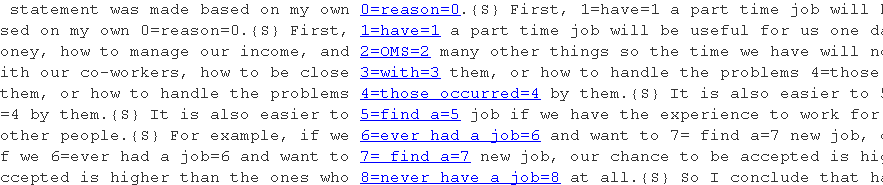 statement was made based on my own 0=reason=0.{S} First, 1=have=1 a part time job will
sed on my own 0=reason=0.{S} First, 1=have=1 a part time job will be useful for us one da
oney, how to manage our income, and 2=OMS=2 many other things so the time we have will no
ith our co-workers, how to be close 3=with=3 them, or how to handle the problems 4=those
them, or how to handle the problems 4=those occurred=4 by them.{S} It is also easier to 5
=4 by them.{S} It is also easier to 5=find a=5 job if we have the experience to work for
other people.{S} For example, if we 6=ever had a job=6 and want to 7= find a=7 new job, o
f we 6=ever had a job=6 and want to 7= find a=7 new job, our chance to be accepted is hig
ccepted is higher than the ones who 8=never have a job=8 at all.{S} So I conclude that ha